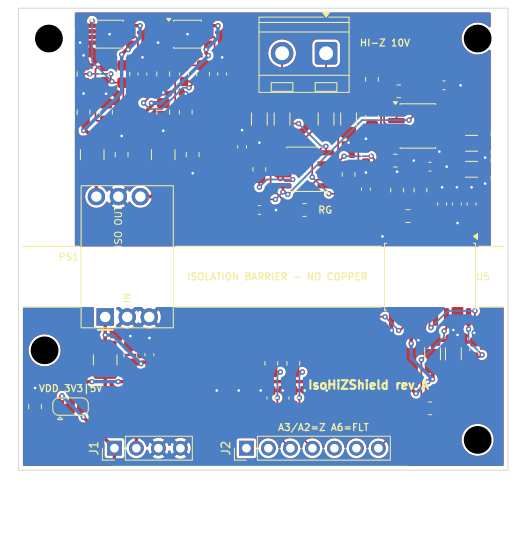 HI-Z 10V
RG
ISO OUT
PS1
ISOLATION BARRIER - NO COPPER
U5
IN
VDD 3V3|5V
IsoHiZShield rev A
A3/A2=Z A6=FLT
J1
J2